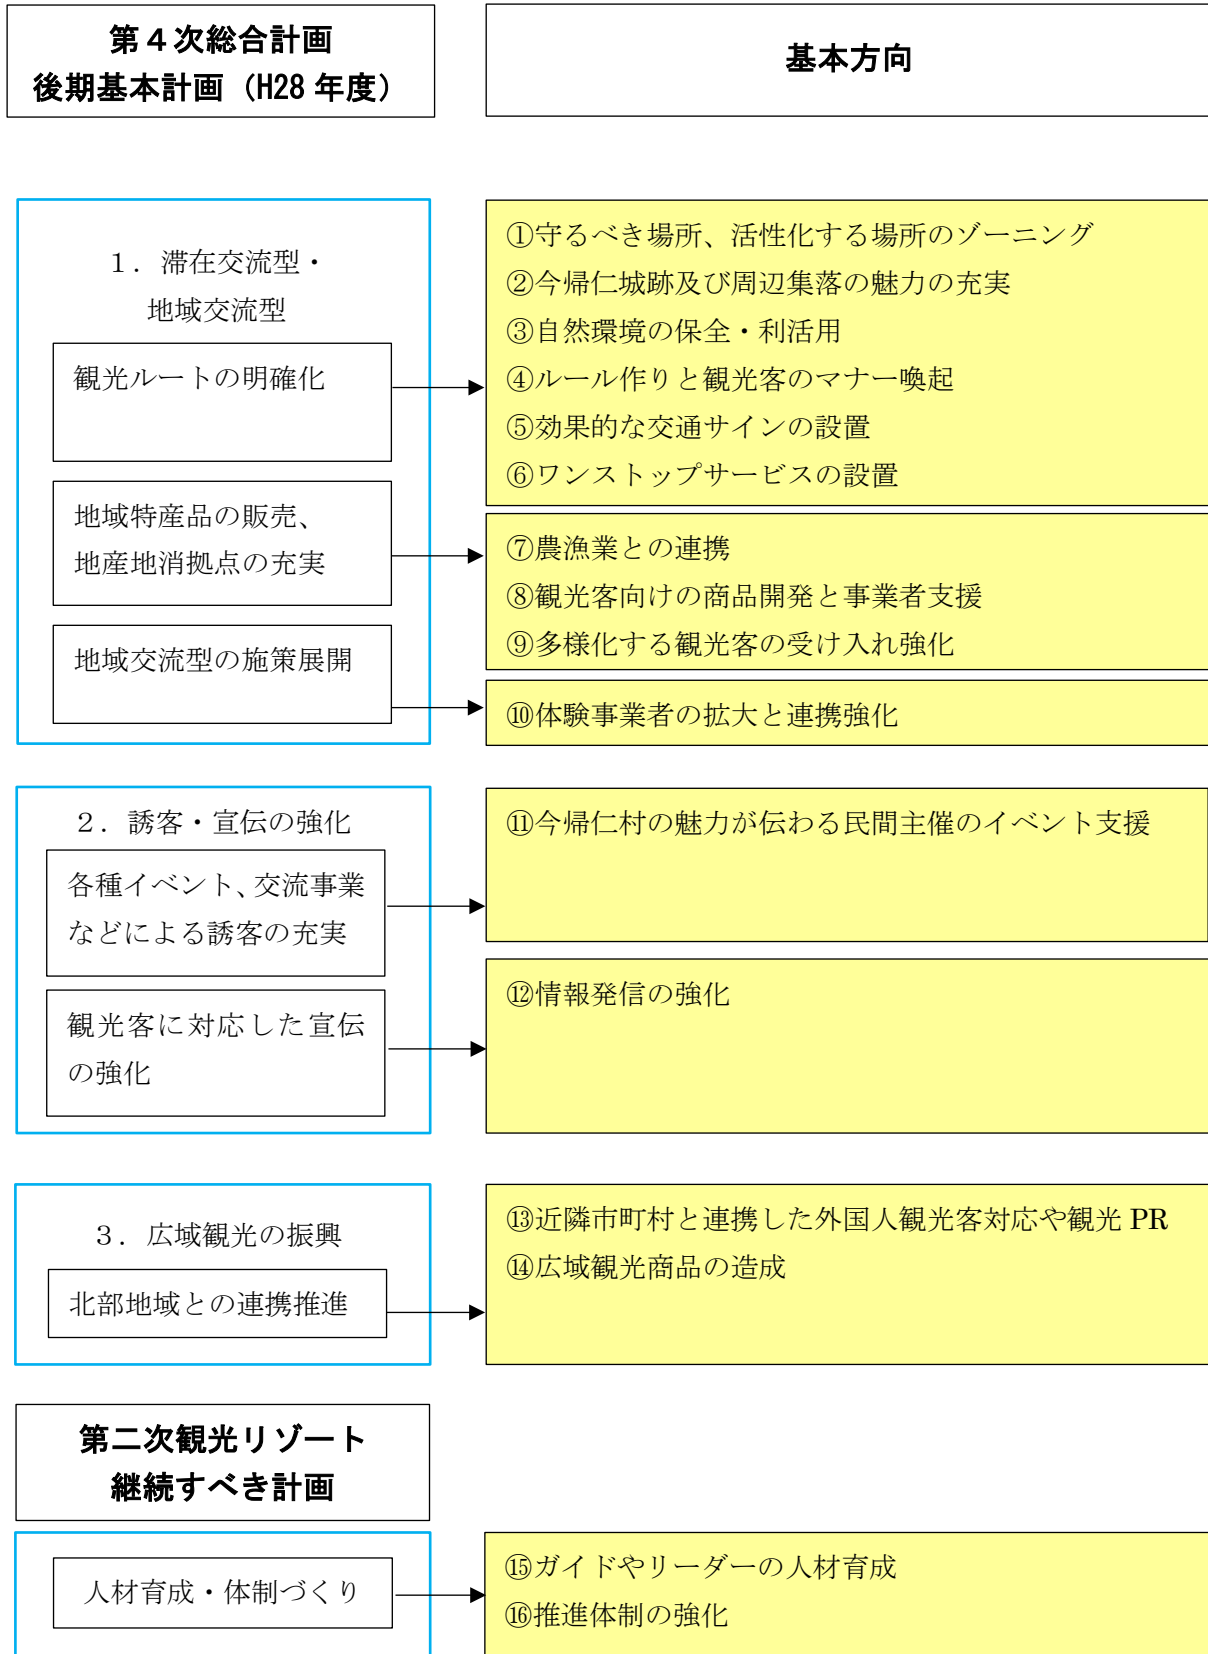 第４次総合計画
後期基本計画（H28 年度）
基本方向
１．滞在交流型・
地域交流型
観光ルートの明確化
地域特産品の販売、
地産地消拠点の充実
地域交流型の施策展開
①守るべき場所、活性化する場所のゾーニング
②今帰仁城跡及び周辺集落の魅力の充実
③自然環境の保全・利活用
④ルール作りと観光客のマナー喚起
⑤効果的な交通サインの設置
⑥ワンストップサービスの設置
⑦農漁業との連携
⑧観光客向けの商品開発と事業者支援
⑨多様化する観光客の受け入れ強化
⑩体験事業者の拡大と連携強化
２．誘客・宣伝の強化
各種イベント、交流事業
などによる誘客の充実
観光客に対応した宣伝
の強化
⑪今帰仁村の魅力が伝わる民間主催のイベント支援
⑫情報発信の強化
３．広域観光の振興
北部地域との連携推進
⑬近隣市町村と連携した外国人観光客対応や観光 PR
⑭広域観光商品の造成
第二次観光リゾート
継続すべき計画
人材育成・体制づくり
⑮ガイドやリーダーの人材育成
⑯推進体制の強化